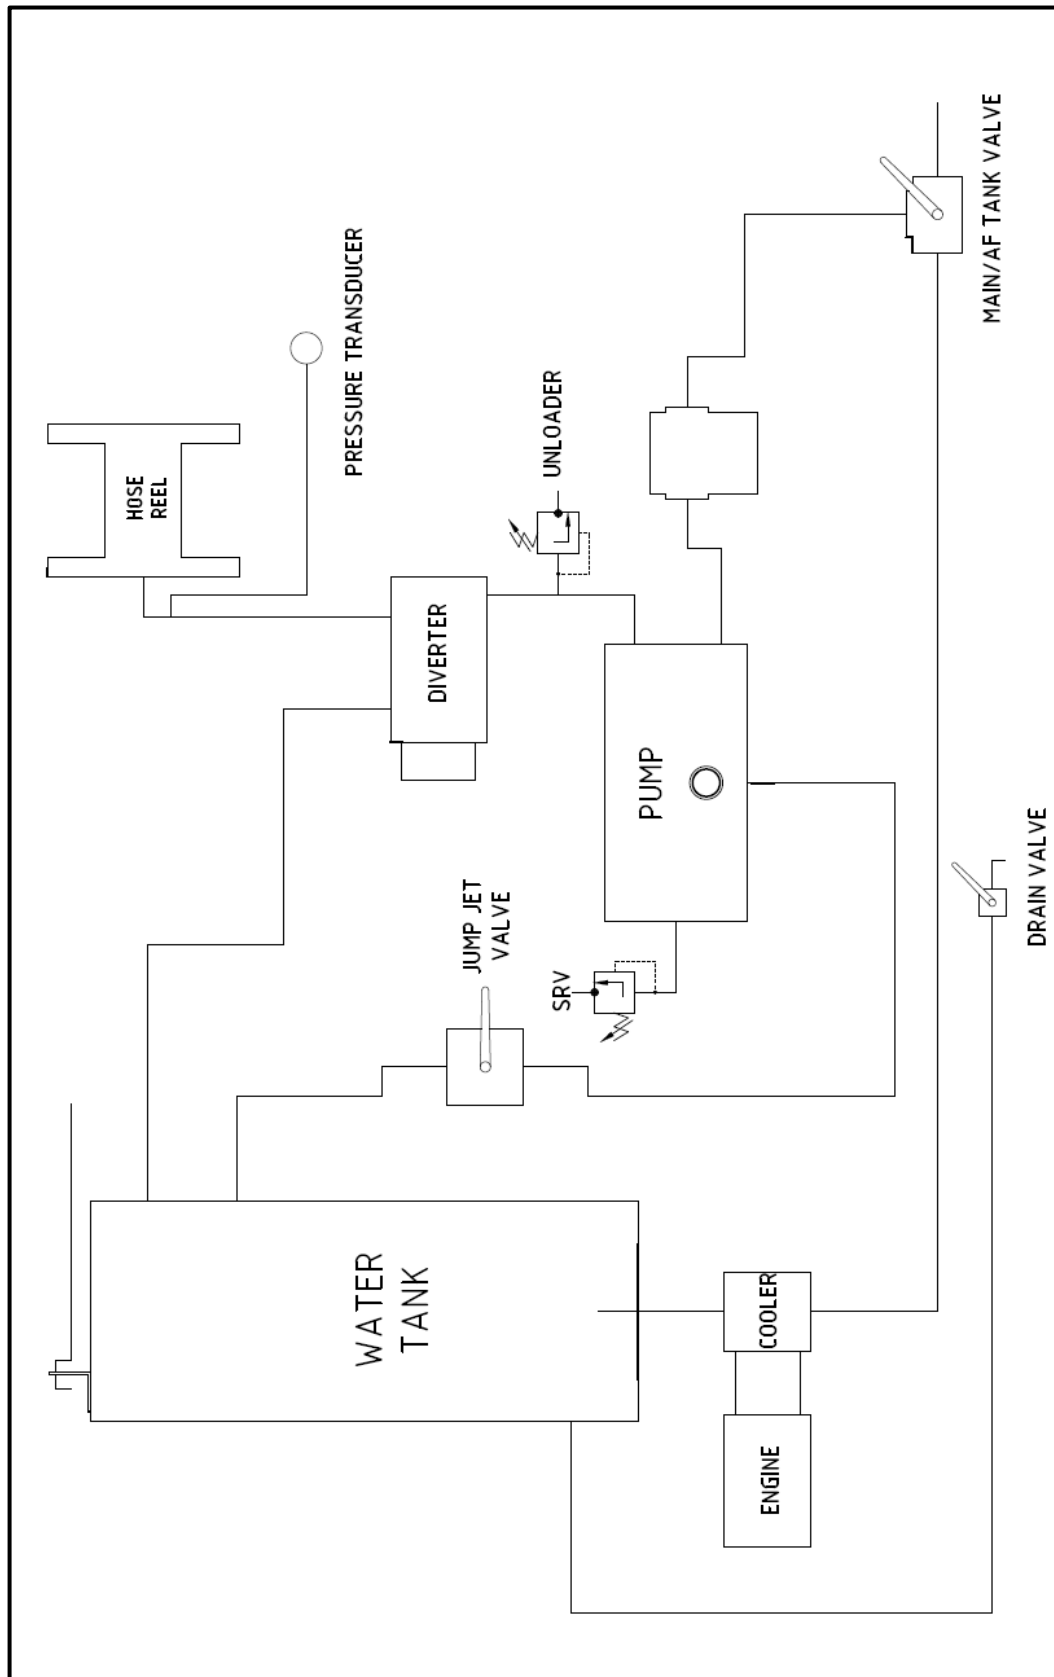 HOSE
REEL
PRESSURE TRANSDUCER
MAIN/AF TANK VALVE
UNLOADER
DIVERTER
PUMP
JUMP JET
VALVE
SRV
DRAIN VALVE
WATER
TANK
COOLER
ENGINE